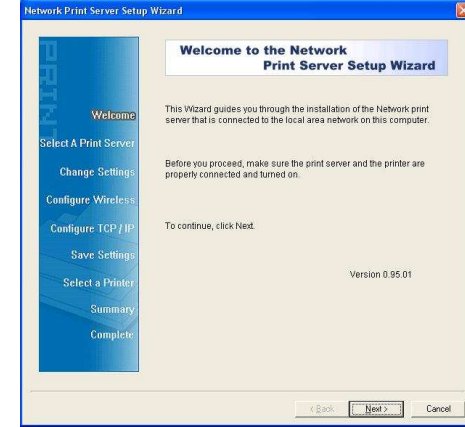 Network Print Server Setup Wizard
PRINT
Welcome
Select A Print Server
Change Settings
Configure Wireless
Configure TCP / IP
Save Settings
Select a Printer
Summary
Complete
Welcome to the Network
Print Server Setup Wizard
This Wizard guides you through the installation of the Network print
server that is connected to the local area network on this computer.
Before you proceed, make sure the print server and the printer are
properly connected and turned on.
To continue, click Next.
Version 0.95.01
< Back
Next >
Cancel